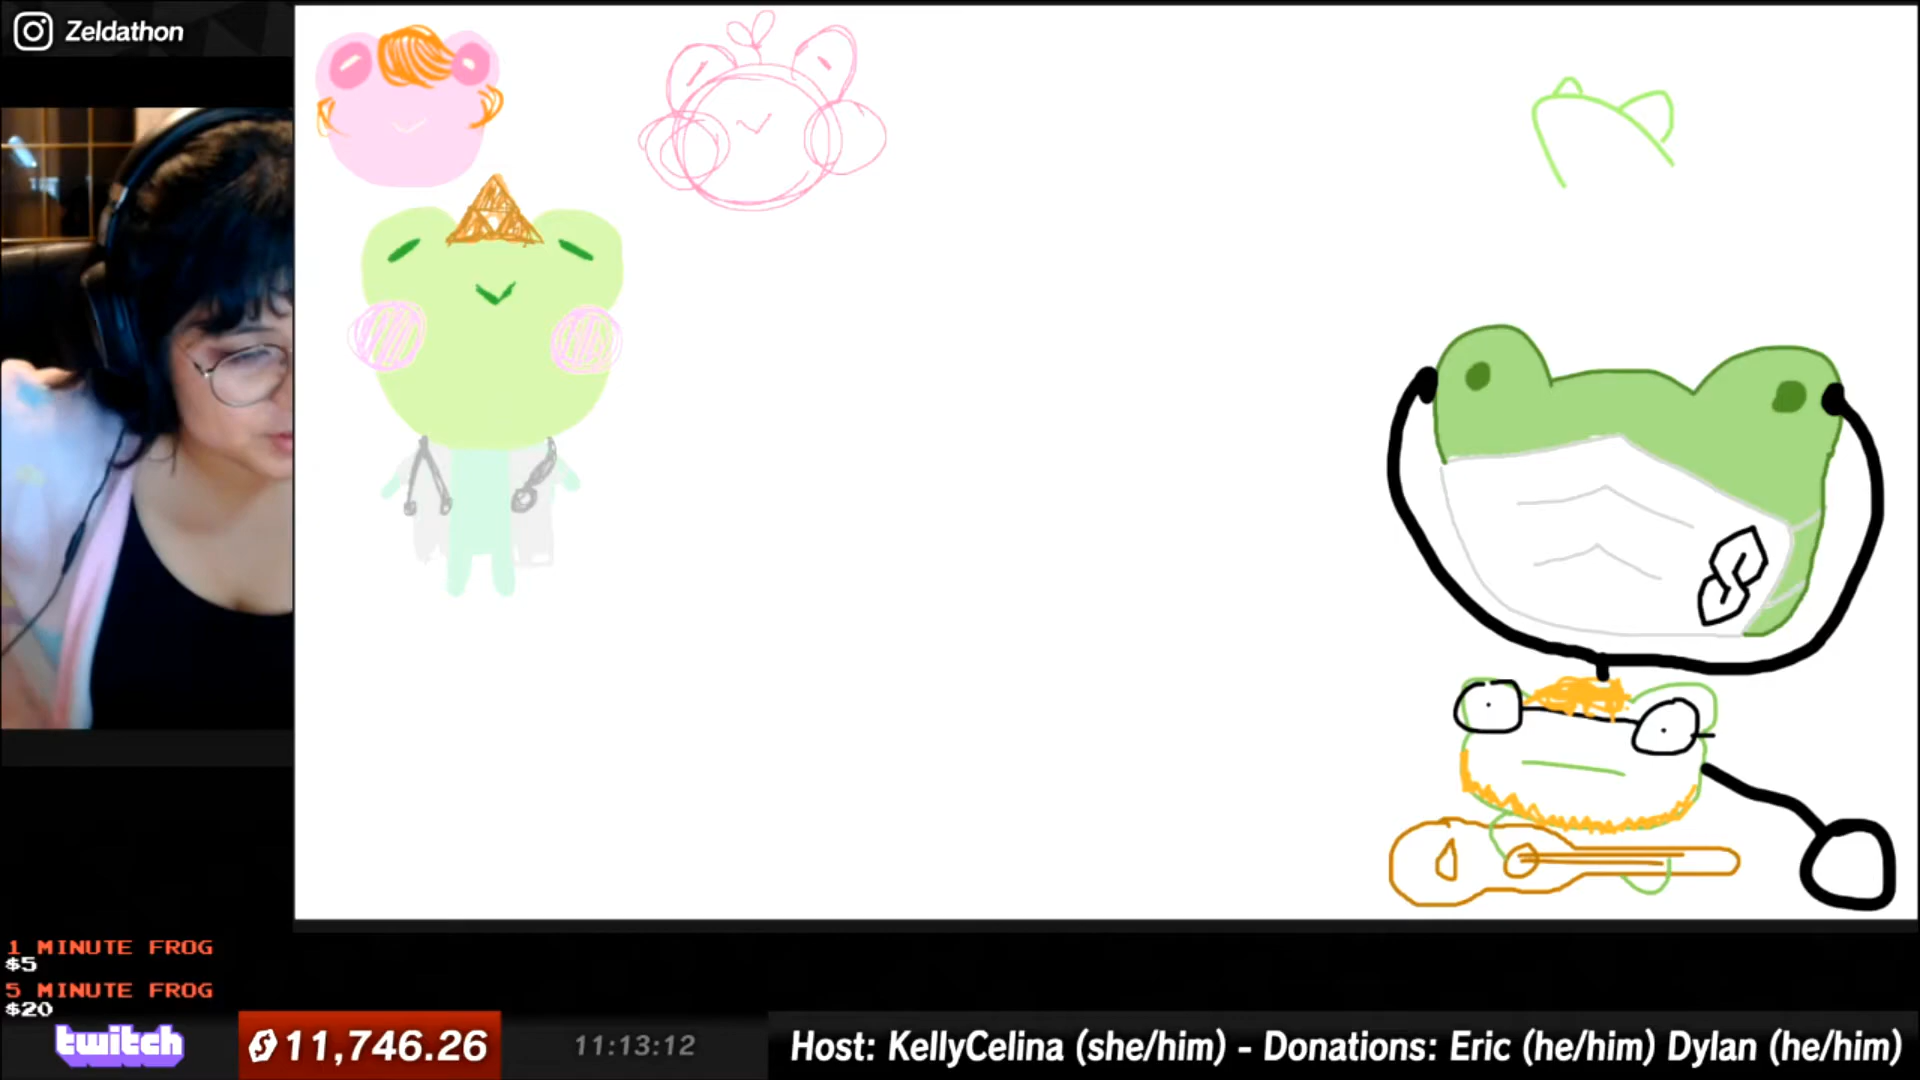 Zeldathon
1 MINUTE FROG
$5
5 MINUTE FROG
$20
twitch
11,746.26
11:13:12
Host: KellyCelina (she/him) - Donations: Eric (he/him) Dylan (he/him)